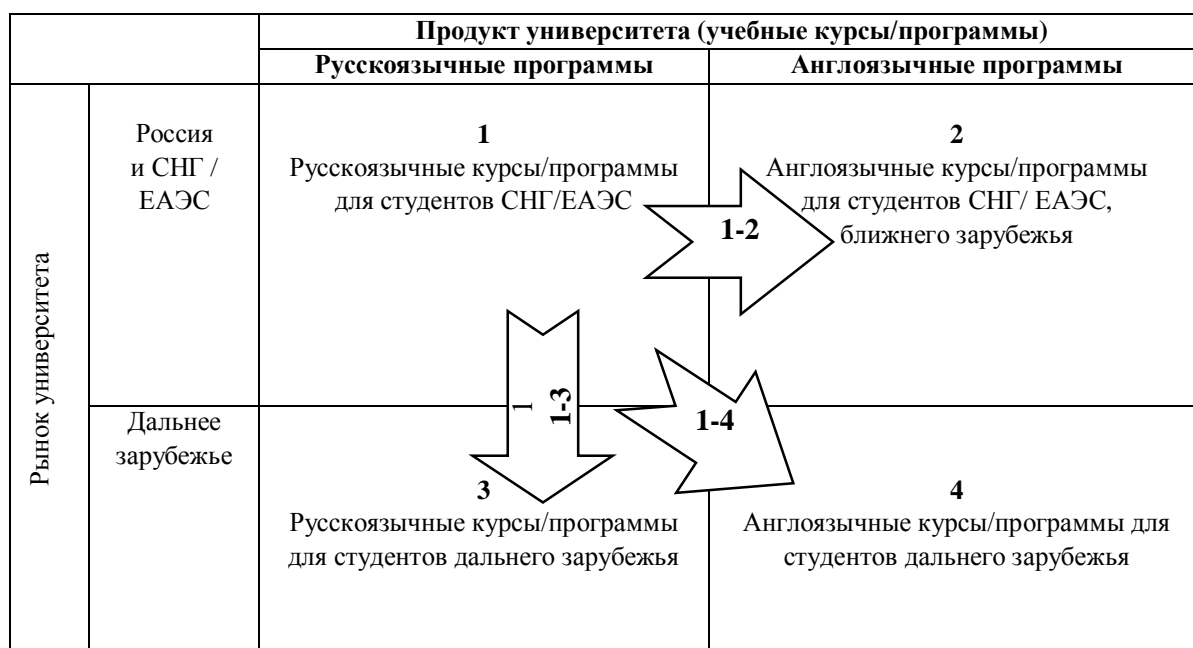 Продукт университета (учебные курсы/программы)
Русскоязычные программы
Англоязычные программы
Рынок университета
Россия
и СНГ /
ЕАЭС
1
Русскоязычные курсы/программы
для студентов СНГ/ЕАЭС
2
Англоязычные курсы/программы
для студентов СНГ/ ЕАЭС,
ближнего зарубежья
1-2
1
1-3
1-4
Дальнее
зарубежье
3
Русскоязычные курсы/программы
для студентов дальнего зарубежья
4
Англоязычные курсы/программы для
студентов дальнего зарубежья